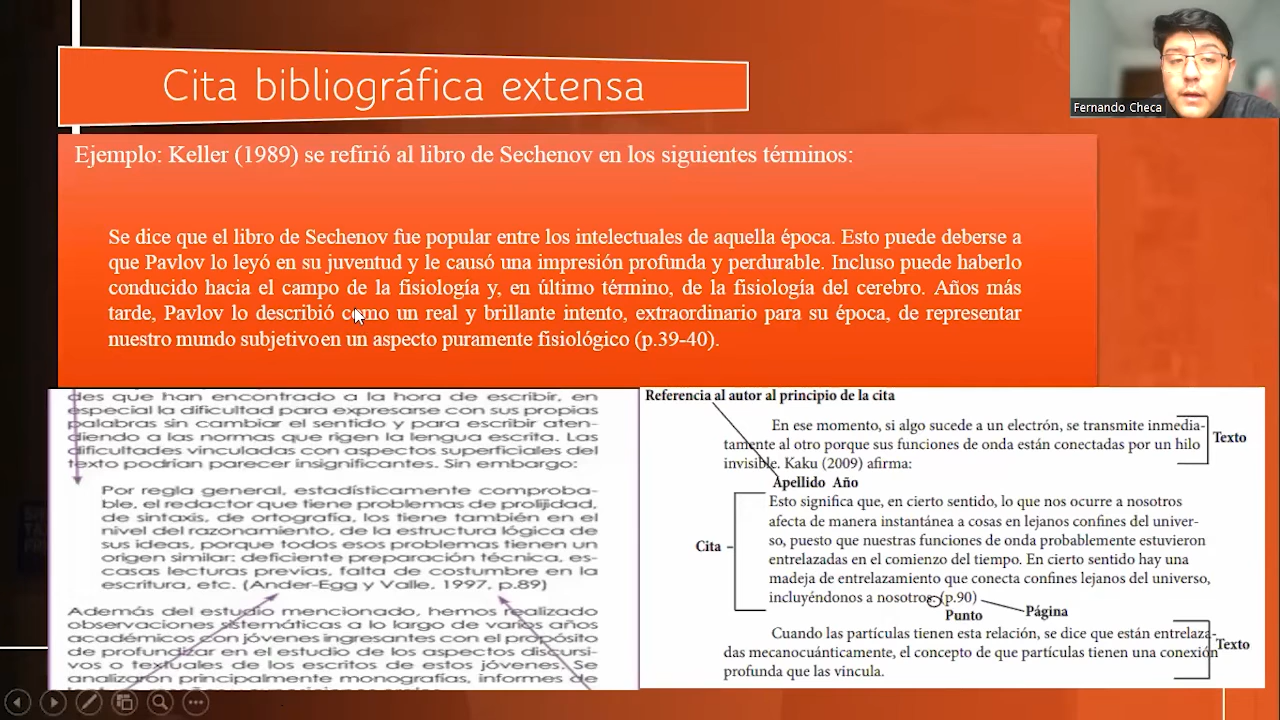 Cita bibliográfica extensa
Fernando Checa
Ejemplo: Keller (1989) se refirió al libro de Sechenov en los siguientes términos:
Se dice que el libro de Sechenov fue popular entre los intelectuales de aquella época. Esto puede deberse a
que Pavlov lo leyó en su juventud y le causó una impresión profunda y perdurable. Incluso puede haberlo
conducido hacia el campo de la fisiología y, en último término, de la fisiología del cerebro. Años más
tarde, Pavlov lo describió como un real y brillante intento, extraordinario para su época, de representar
nuestro mundo subjetivo en un aspecto puramente fisiológico (p.39-40).
des que han encontrado a la hora de escribir, en
especial la dificultad para expresarse con sus propias
palabras sin cambiar el sentido y para escribir aten-
diendo a las normas que rigen la lengua escrita. Las
dificultades vinculadas con aspectos superficiales del
texto podrían parecer insignificantes. Sin embargo:
Por regla general, estadísticamente comproba-
ble, el redactor que tiene problemas de prolijidad,
de sintaxis, de ortografía, los tiene también en el
nivel del razonamiento, de la estructura lógica de
sus ideas, porque todos esos problemas tienen un
origen similar: deficiente preparación técnica, es-
casas lecturas previas, falta de costumbre en la
escritura, etc. (Ander-Egg y Valle, 1997, p.89)
Además del estudio mencionado, hemos realizado
observaciones sistemáticas a lo largo de varios años
académicos con jóvenes ingresantes con el propósito
de profundizar en el estudio de los aspectos discursi-
vos o textuales de los escritos de estos jóvenes. Se
analizaron principalmente monografías, informes de
Referencia al autor al principio de la cita
En ese momento, si algo sucede a un electrón, se transmite inmedia-
tamente al otro porque sus funciones de onda están conectadas por un hilo
invisible. Kaku (2009) afirma:
Texto
Apellido Año
Esto significa que, en cierto sentido, lo que nos ocurre a nosotros
afecta de manera instantánea a cosas en lejanos confines del univer-
so, puesto que nuestras funciones de onda probablemente estuvieron
entrelazadas en el comienzo del tiempo. En cierto sentido hay una
madeja de entrelazamiento que conecta confines lejanos del universo,
incluyéndonos a nosotros. (p.90)
Cita
Punto
Página
Cuando las partículas tienen esta relación, se dice que están entrelaza-
das mecanocuánticamente, el concepto de que partículas tienen una conexión
profunda que las vincula.
Texto